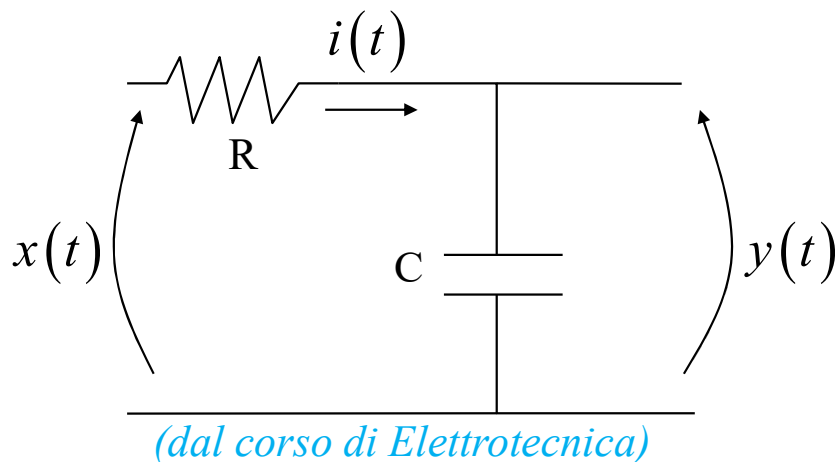 i(t)
R
x(t)
C
y(t)
(dal corso di Elettrotecnica)